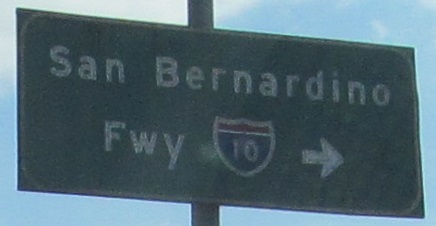 San Bernardino
Fwy 10 →